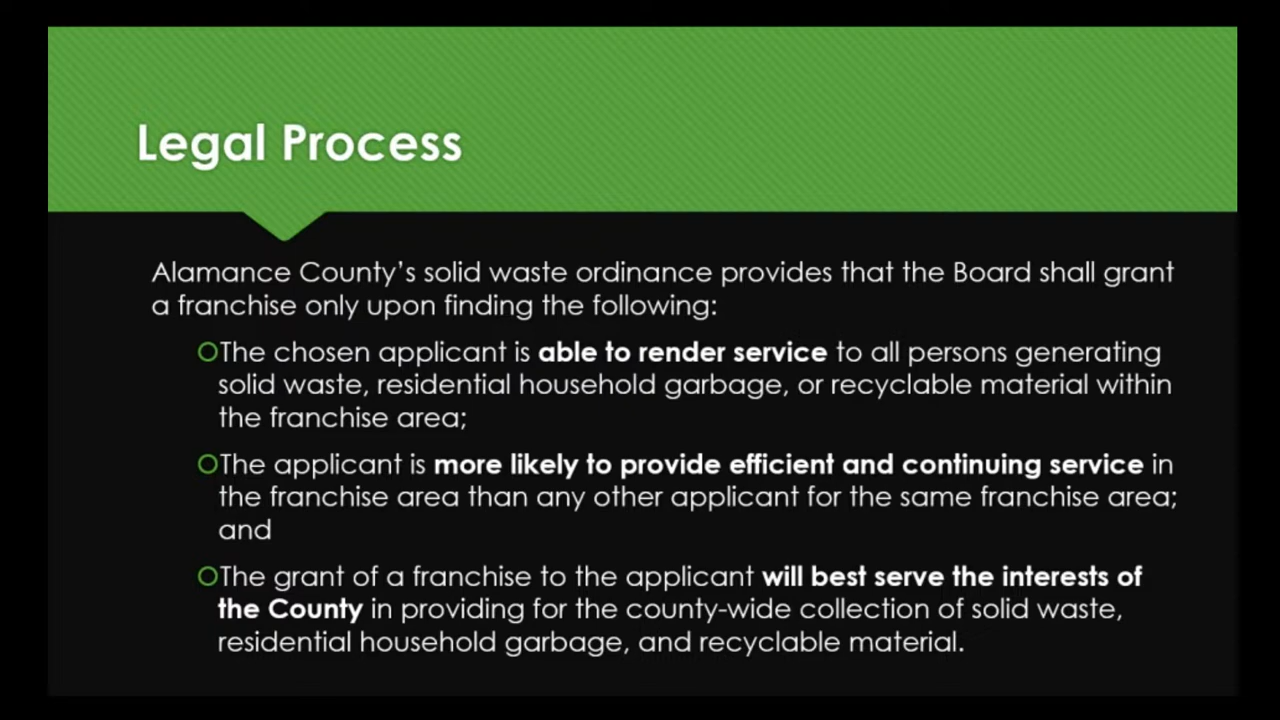 Legal Process
Alamance County’s solid waste ordinance provides that the Board shall grant
a franchise only upon finding the following:
The chosen applicant is able to render service to all persons generating
solid waste, residential household garbage, or recyclable material within
the franchise area;
The applicant is more likely to provide efficient and continuing service in
the franchise area than any other applicant for the same franchise area;
and
The grant of a franchise to the applicant will best serve the interests of
the County in providing for the county-wide collection of solid waste,
residential household garbage, and recyclable material.